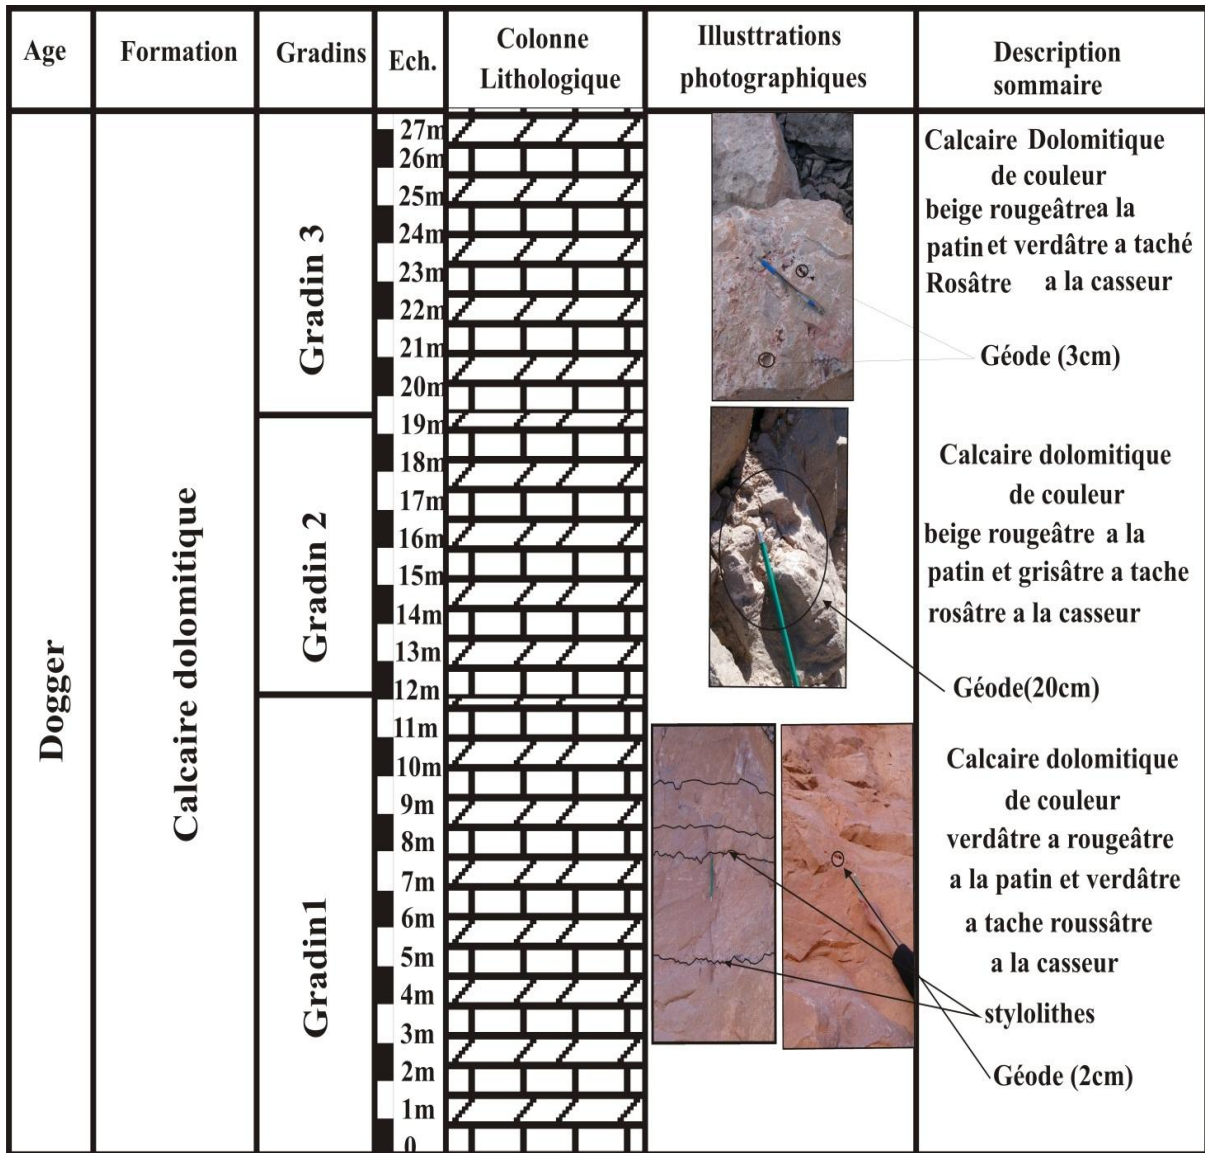 Age
Formation
Gradins
Ech.
Colonne
Lithologique
Illusttrations
photographiques
Description
sommaire
Dogger
Calcaire dolomitique
Gradin 3
Gradin 2
Gradin1
27m
26m
25m
24m
23m
22m
21m
20m
19m
18m
17m
16m
15m
14m
13m
12m
11m
10m
9m
8m
7m
6m
5m
4m
3m
2m
1m
0
Calcaire Dolomitique
de couleur
beige rougeâtrea la
patin et verdâtre a taché
Rosâtre a la casseur
Géode (3cm)
Calcaire dolomitique
de couleur
beige rougeâtre a la
patin et grisâtre a tache
rosâtre a la casseur
Géode(20cm)
Calcaire dolomitique
de couleur
verdâtre a rougeâtre
a la patin et verdâtre
a tache roussâtre
a la casseur
stylolithes
Géode (2cm)